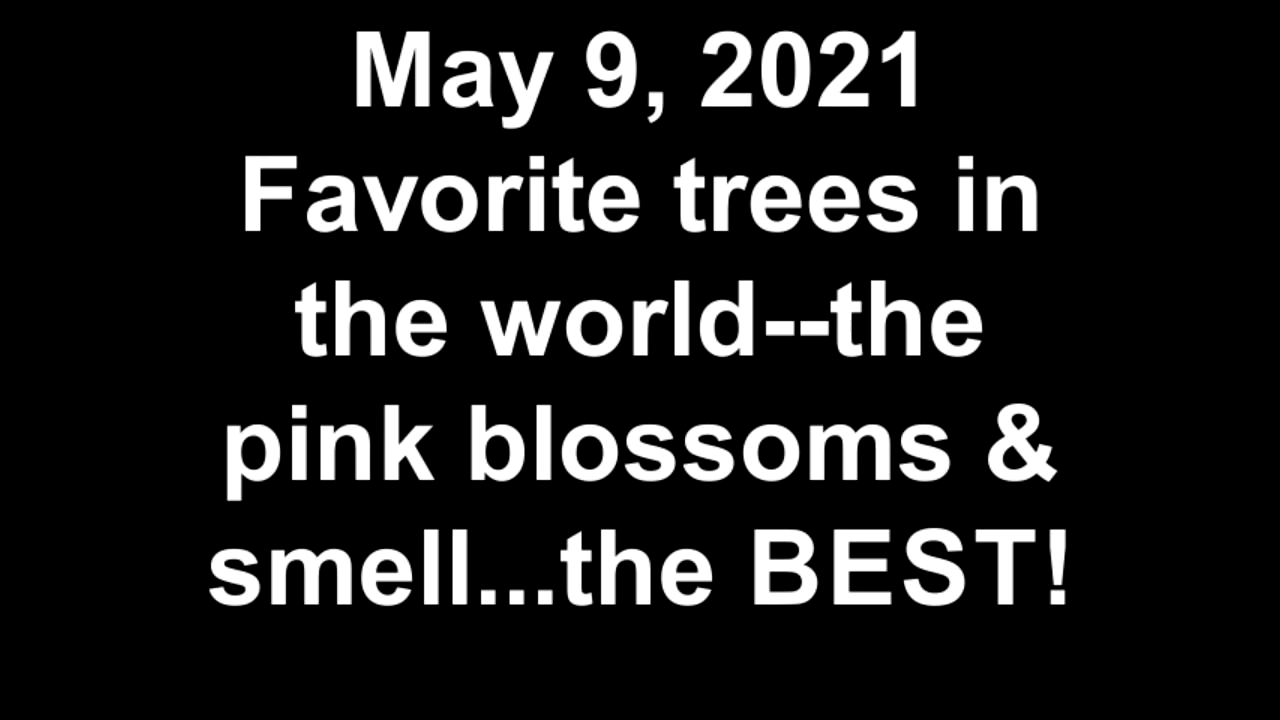 May 9, 2021
Favorite trees in
the world--the
pink blossoms &
smell...the BEST!